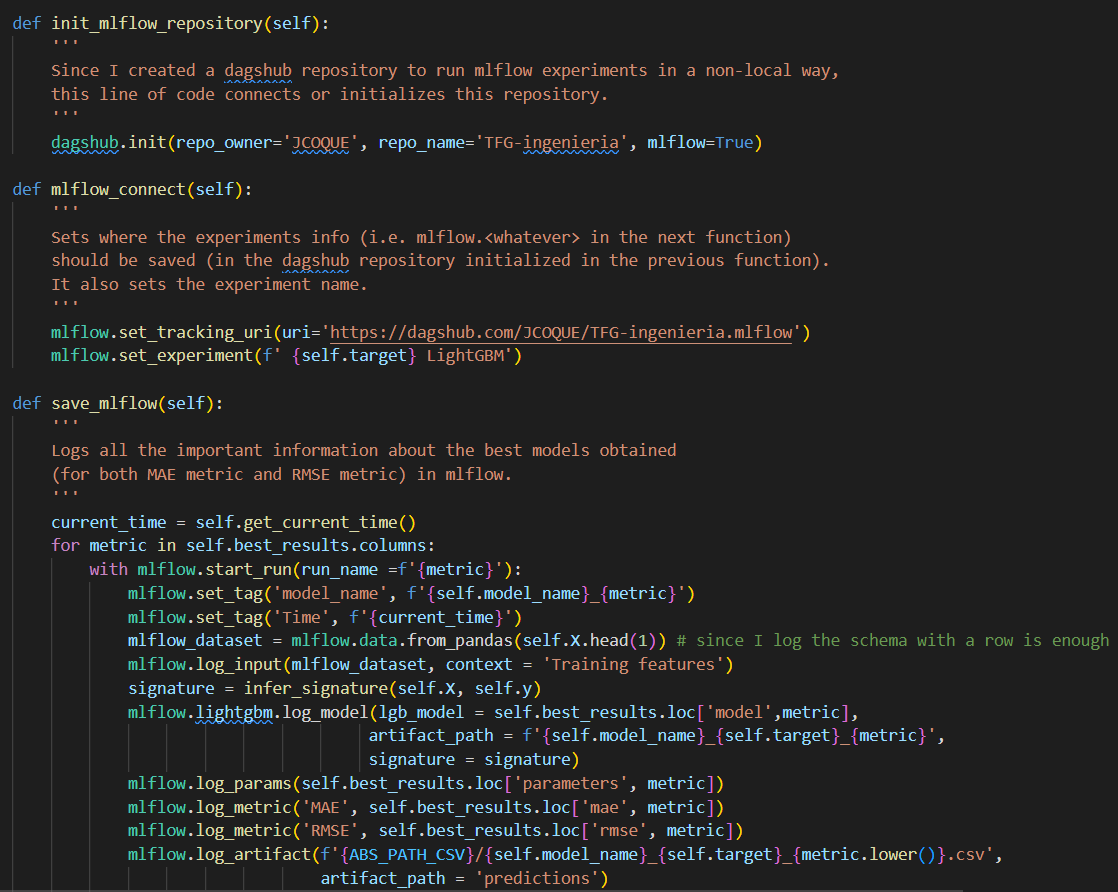 def init_mlflow_repository(self):
    '''
    Since I created a dagshub repository to run mlflow experiments in a non-local way,
    this line of code connects or initializes this repository.
    '''
    dagshub.init(repo_owner='JCOQUE', repo_name='TFG-ingenieria', mlflow=True)

def mlflow_connect(self):
    '''
    Sets where the experiments info (i.e. mlflow.<whatever> in the next function)
    should be saved (in the dagshub repository initialized in the previous function).
    It also sets the experiment name.
    '''
    mlflow.set_tracking_uri(uri='https://dagshub.com/JCOQUE/TFG-ingenieria.mlflow')
    mlflow.set_experiment(f' {self.target} LightGBM')

def save_mlflow(self):
    '''
    Logs all the important information about the best models obtained
    (for both MAE metric and RMSE metric) in mlflow.
    '''
    current_time = self.get_current_time()
    for metric in self.best_results.columns:
        with mlflow.start_run(run_name =f'{metric}'):
            mlflow.set_tag('model_name', f'{self.model_name}_{metric}')
            mlflow.set_tag('Time', f'{current_time}')
            mlflow_dataset = mlflow.data.from_pandas(self.X.head(1)) # since I log the schema with a row is enough
            mlflow.log_input(mlflow_dataset, context = 'Training features')
            signature = infer_signature(self.X, self.y)
            mlflow.lightgbm.log_model(lgb_model = self.best_results.loc['model',metric],
                                     artifact_path = f'{self.model_name}_{self.target}_{metric}',
                                     signature = signature)
            mlflow.log_params(self.best_results.loc['parameters', metric])
            mlflow.log_metric('MAE', self.best_results.loc['mae', metric])
            mlflow.log_metric('RMSE', self.best_results.loc['rmse', metric])
            mlflow.log_artifact(f'{ABS_PATH_CSV}/{self.model_name}_{self.target}_{metric.lower()}.csv',
                                artifact_path = 'predictions')